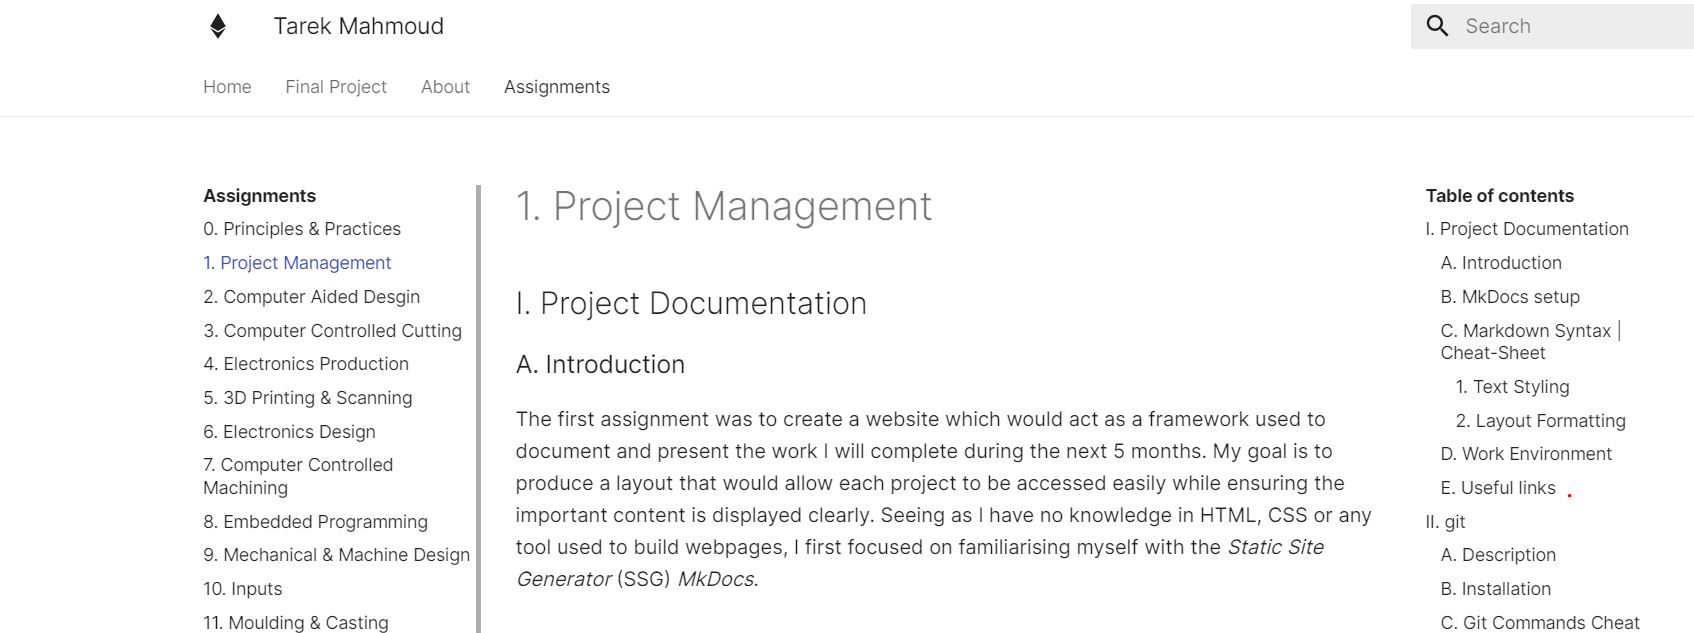 Tarek Mahmoud
Search
Home
Final Project
About
Assignments
Assignments
0. Principles & Practices
1. Project Management
2. Computer Aided Desgin
3. Computer Controlled Cutting
4. Electronics Production
5. 3D Printing & Scanning
6. Electronics Design
7. Computer Controlled
Machining
8. Embedded Programming
9. Mechanical & Machine Design
10. Inputs
11. Moulding & Casting
1. Project Management
I. Project Documentation
A. Introduction
The first assignment was to create a website which would act as a framework used to
document and present the work I will complete during the next 5 months. My goal is to
produce a layout that would allow each project to be accessed easily while ensuring the
important content is displayed clearly. Seeing as I have no knowledge in HTML, CSS or any
tool used to build webpages, I first focused on familiarising myself with the Static Site
Generator (SSG) MkDocs.
Table of contents
I. Project Documentation
A. Introduction
B. MkDocs setup
C. Markdown Syntax |
Cheat-Sheet
1. Text Styling
2. Layout Formatting
D. Work Environment
E. Useful links
II. git
A. Description
B. Installation
C. Git Commands Cheat